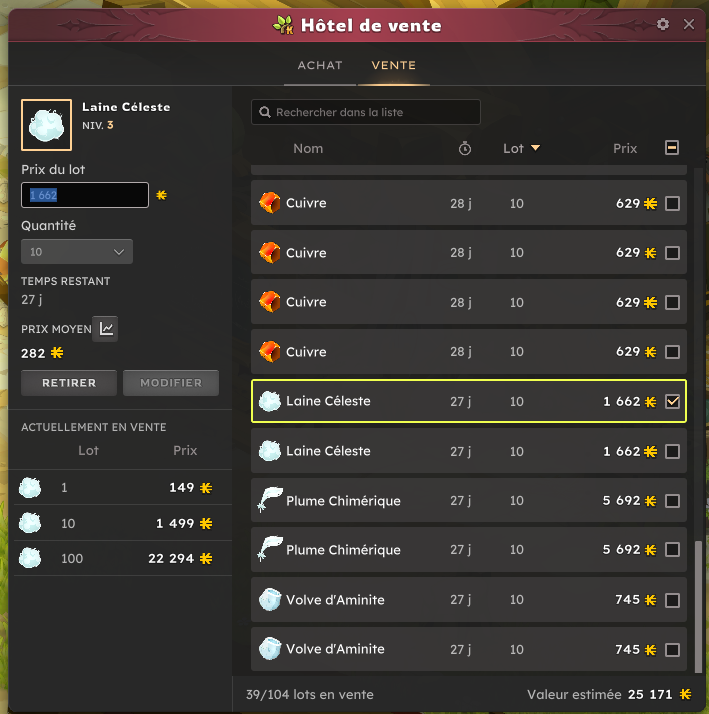 Hôtel de vente
ACHAT VENTE
Laine Céleste
NIV. 3
Prix du lot
1 662
Quantité
10
TEMPS RESTANT
27 j
PRIX MOYEN
282
RETIRER MODIFIER
ACTUELLEMENT EN VENTE
Lot Prix
1 149
10 1 499
100 22 294
Rechercher dans la liste
Nom Lot Prix
Cuivre 28 j 10 629
Cuivre 28 j 10 629
Cuivre 28 j 10 629
Cuivre 28 j 10 629
Laine Céleste 27 j 10 1 662
Laine Céleste 27 j 10 1 662
Plume Chimérique 27 j 10 5 692
Plume Chimérique 27 j 10 5 692
Volve d'Aminite 27 j 10 745
Volve d'Aminite 27 j 10 745
39/104 lots en vente Valeur estimée 25 171